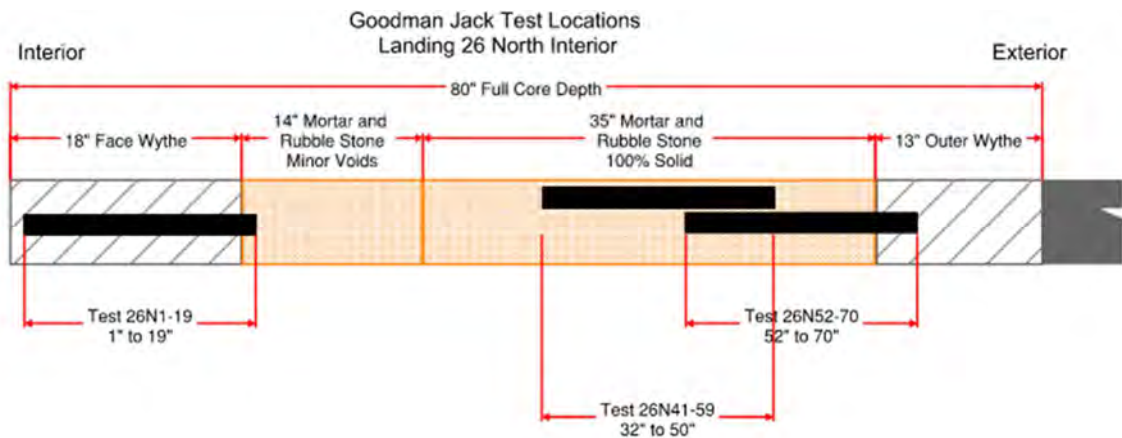 Goodman Jack Test Locations
Landing 26 North Interior
Interior
Exterior
80" Full Core Depth
18" Face Wythe
14" Mortar and
Rubble Stone
Minor Voids
35" Mortar and
Rubble Stone
100% Solid
13" Outer Wythe
Test 26N1-19
1" to 19"
Test 26N52-70
52" to 70"
Test 26N41-59
32" to 50"